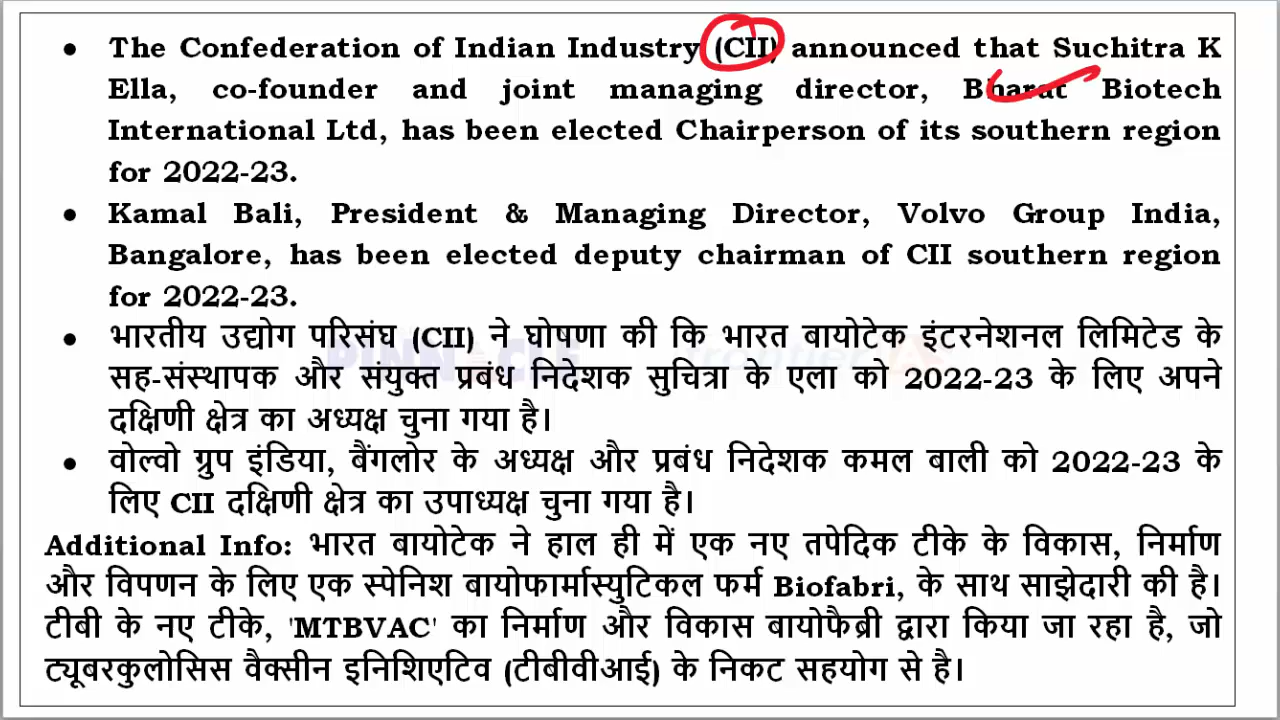 The Confederation of Indian Industry (CII) announced that Suchitra K
Ella, co-founder and joint managing director, Bharat Biotech
International Ltd, has been elected Chairperson of its southern region
for 2022-23.
Kamal Bali, President & Managing Director, Volvo Group India,
Bangalore, has been elected deputy chairman of CII southern region
for 2022-23.
भारतीय उद्योग परिसंघ (CII) ने घोषणा की कि भारत बायोटेक इंटरनेशनल लिमिटेड के
सह-संस्थापक और संयुक्त प्रबंध निदेशक सुचित्रा के एला को 2022-23 के लिए अपने
दक्षिणी क्षेत्र का अध्यक्ष चुना गया है।
वोल्वो ग्रुप इंडिया, बैंगलोर के अध्यक्ष और प्रबंध निदेशक कमल बाली को 2022-23 के
लिए CII दक्षिणी क्षेत्र का उपाध्यक्ष चुना गया है।
Additional Info: भारत बायोटेक ने हाल ही में एक नए तपेदिक टीके के विकास, निर्माण
और विपणन के लिए एक स्पेनिश बायोफार्मास्युटिकल फर्म Biofabri, के साथ साझेदारी की है।
टीबी के नए टीके, 'MTBVAC' का निर्माण और विकास बायोफैब्री द्वारा किया जा रहा है, जो
ट्यूबरकुलोसिस वैक्सीन इनिशिएटिव (टीबीवीआई) के निकट सहयोग से है।